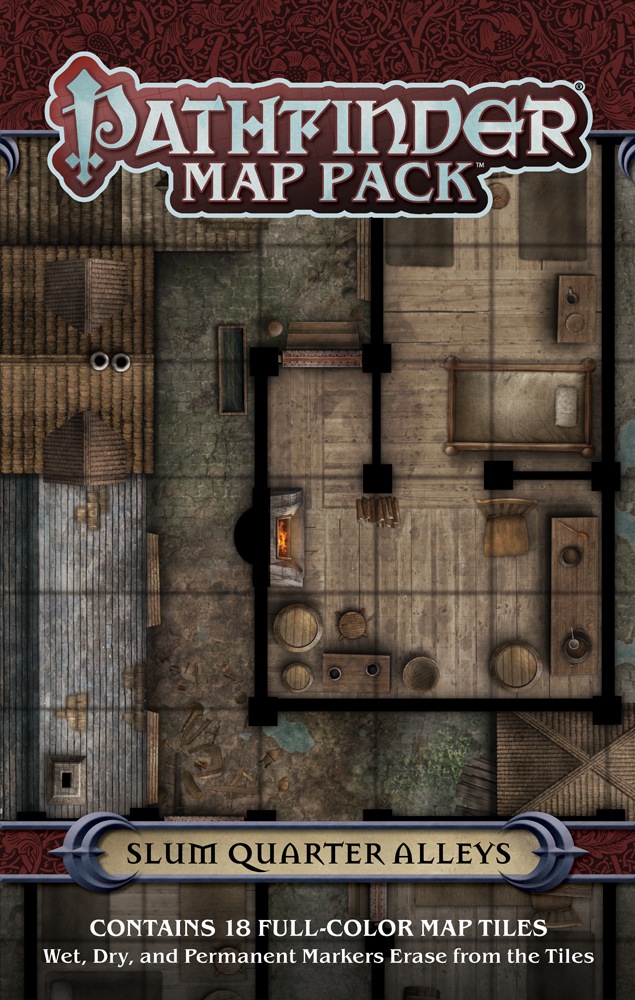 PATHFINDER®
MAP PACK™
SLUM QUARTER ALLEYS
CONTAINS 18 FULL-COLOR MAP TILES
Wet, Dry, and Permanent Markers Erase from the Tiles